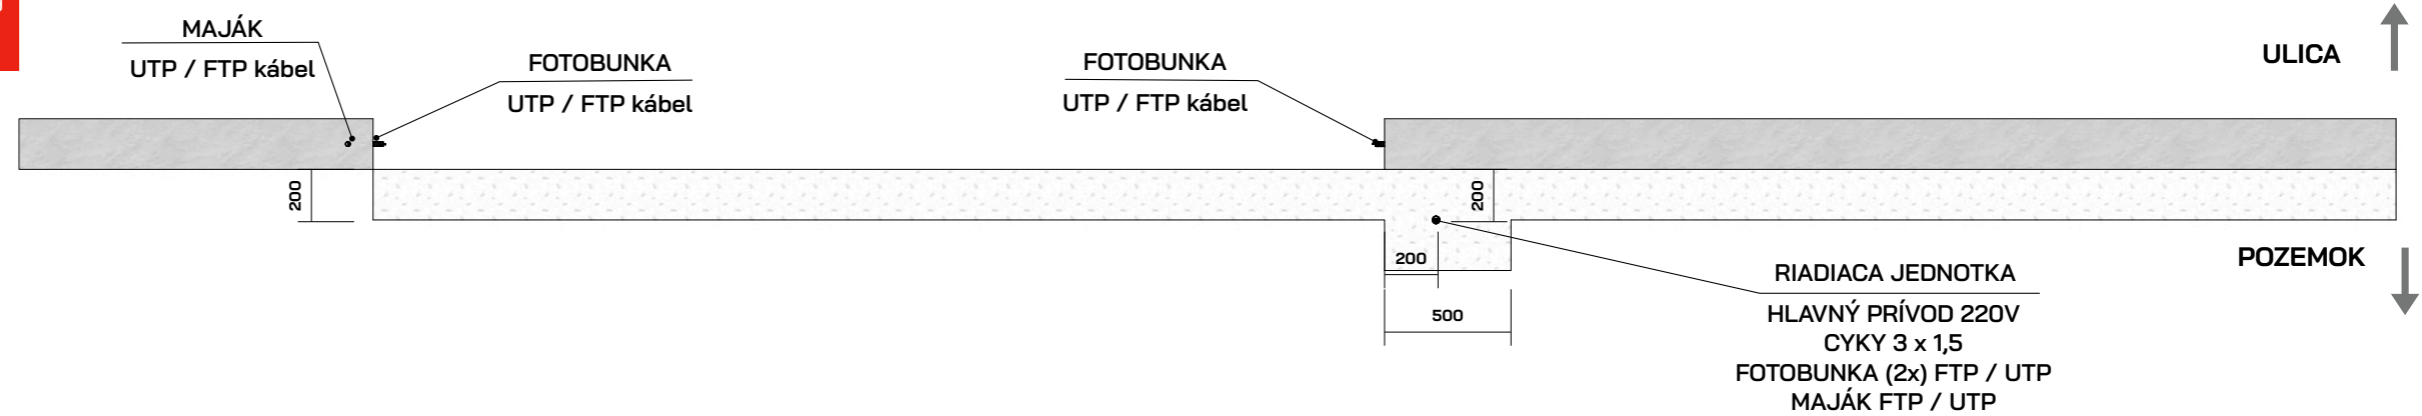 MAJÁK
UTP / FTP kábel
FOTOBUNKA
UTP / FTP kábel
FOTOBUNKA
UTP / FTP kábel
ULICA
200
200
200
500
POZEMOK
RIADIACA JEDNOTKA
HLAVNÝ PRÍVOD 220V
CYKY 3 x 1,5
FOTOBUNKA (2x) FTP / UTP
MAJÁK FTP / UTP